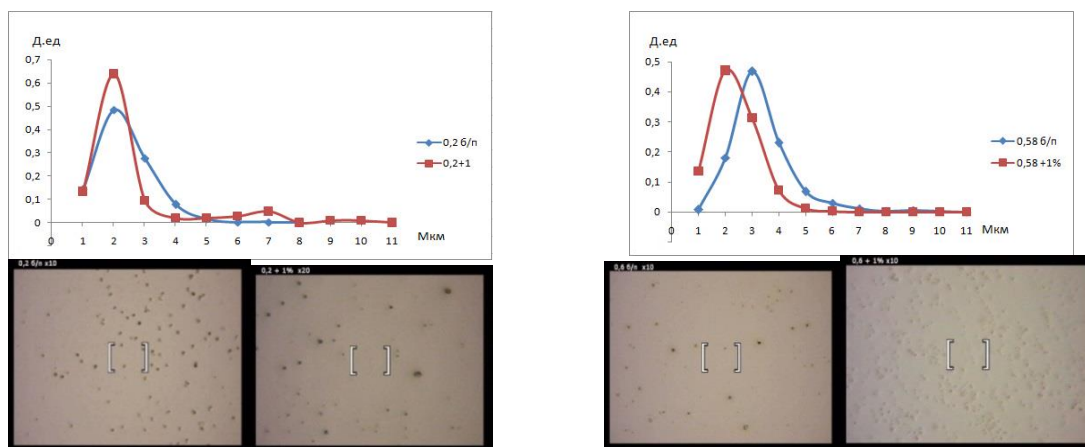 Д.ед
0,7
0,6
0,5
0,4
0,3
0,2
0,1
0
0 1 2 3 4 5 6 7 8 9 10 11
Мкм
0,2 б/п
0,2+1
0,2 б/п x10
0,2 + 1% x20
Д.ед
0,5
0,4
0,3
0,2
0,1
0
0 1 2 3 4 5 6 7 8 9 10 11
Мкм
0,58 б/п
0,58 +1%
0,6 б/п x10
0,6 + 1% x10